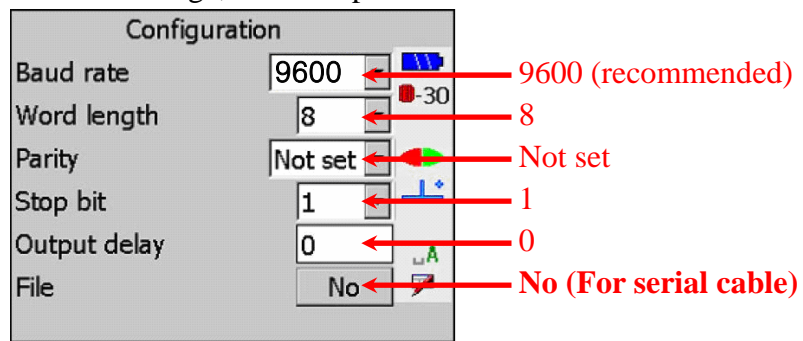 Configuration
Baud rate 9600 9600 (recommended)
-30
Word length 8 8
Parity Not set Not set
Stop bit 1 1
Output delay 0 0
A
File No No (For serial cable)